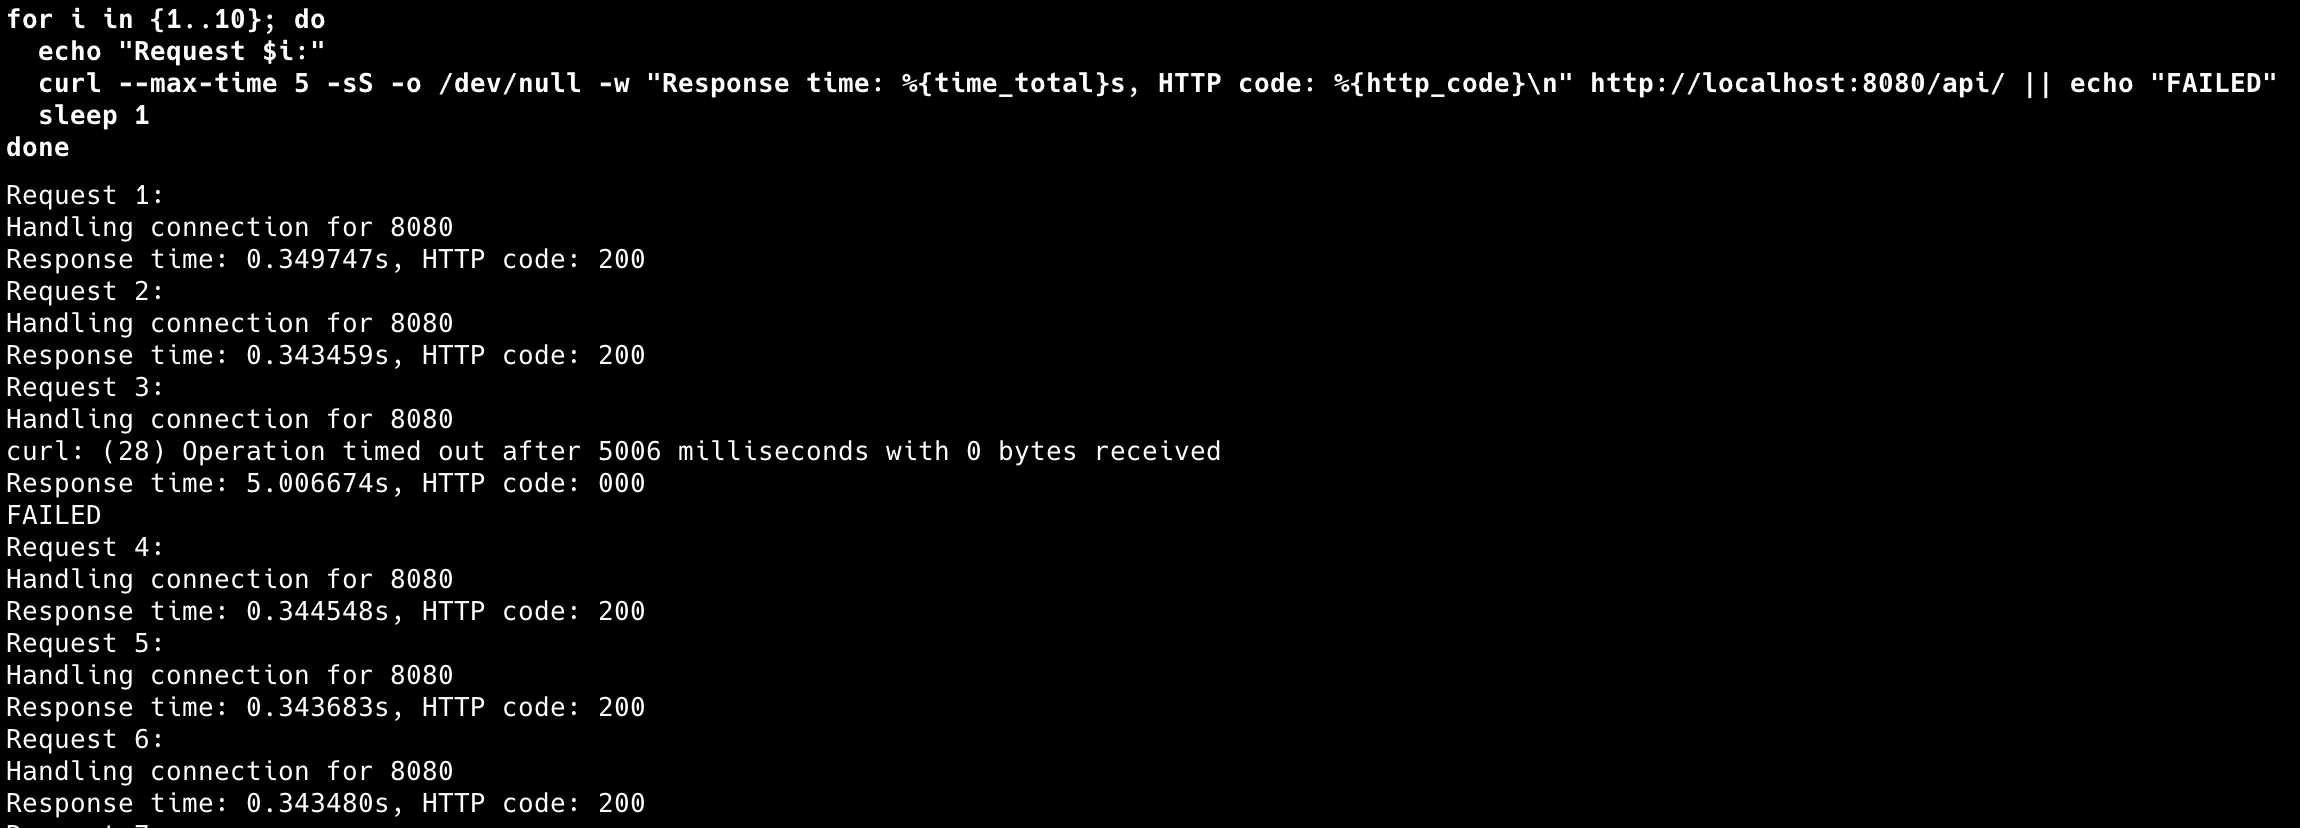 for i in {1..10}; do
  echo "Request $i:"
  curl --max-time 5 -sS -o /dev/null -w "Response time: %{time_total}s, HTTP code: %{http_code}\n" http://localhost:8080/api/ || echo "FAILED"
  sleep 1
done
Request 1:
Handling connection for 8080
Response time: 0.349747s, HTTP code: 200
Request 2:
Handling connection for 8080
Response time: 0.343459s, HTTP code: 200
Request 3:
Handling connection for 8080
curl: (28) Operation timed out after 5006 milliseconds with 0 bytes received
Response time: 5.006674s, HTTP code: 000
FAILED
Request 4:
Handling connection for 8080
Response time: 0.344548s, HTTP code: 200
Request 5:
Handling connection for 8080
Response time: 0.343683s, HTTP code: 200
Request 6:
Handling connection for 8080
Response time: 0.343480s, HTTP code: 200